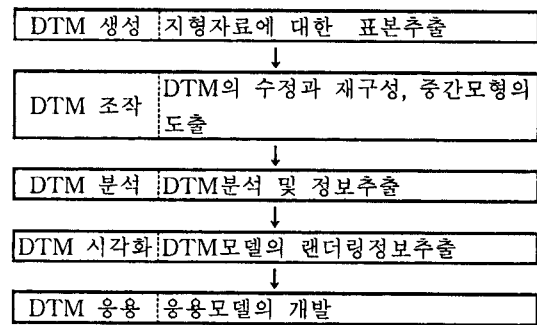 DTM 생성 지형자료에 대한 표본추출
↓
DTM 조작 DTM의 수정과 재구성, 중간모형의
도출
↓
DTM 분석 DTM분석 및 정보추출
↓
DTM 시각화 DTM모델의 랜더링정보추출
↓
DTM 응용 응용모델의 개발